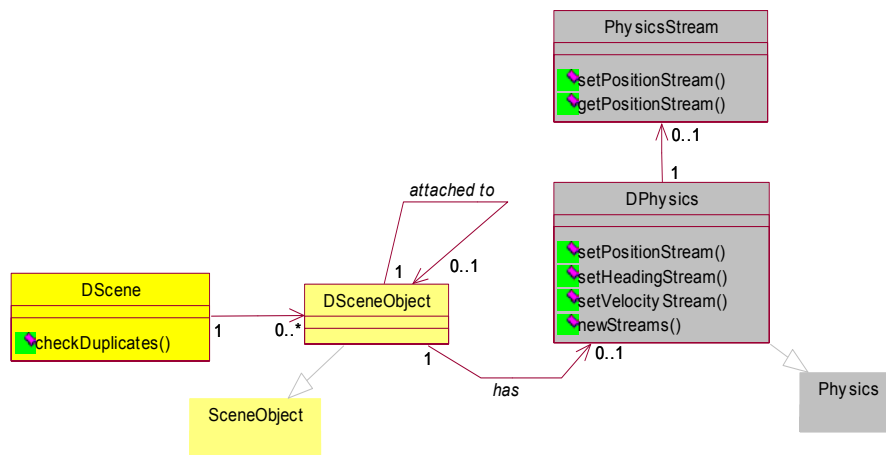 PhysicsStream
setPositionStream()
getPositionStream()
0..1
1
DPhysics
setPositionStream()
setHeadingStream()
setVelocityStream()
newStreams()
0..1
attached to
1
0..1
DScene
checkDuplicates()
1
0..*
DSceneObject
1
has
SceneObject
Physics